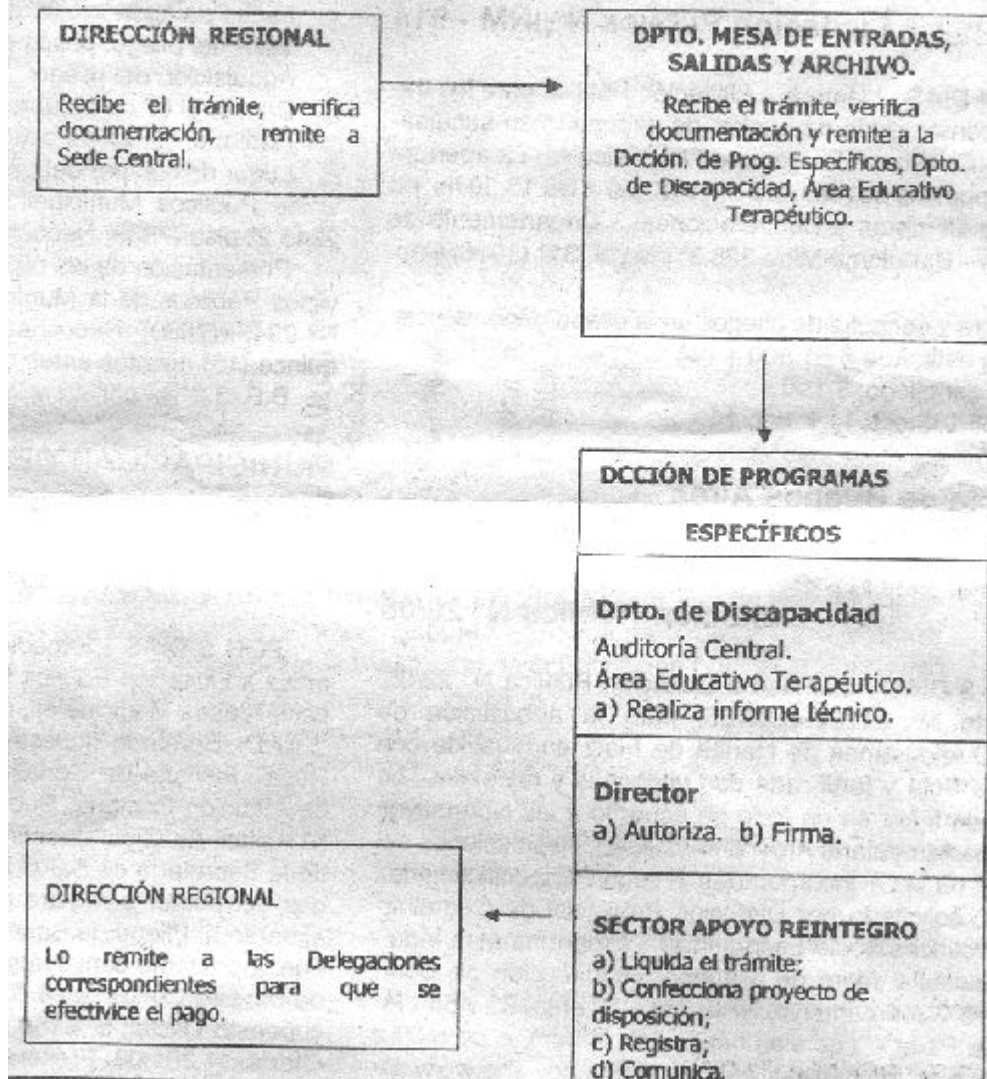 DIRECCIÓN REGIONAL
Recibe el trámite, verifica
documentación, remite a
Sede Central.
DPTO. MESA DE ENTRADAS,
SALIDAS Y ARCHIVO.
Recibe el trámite, verifica
documentación y remite a la
Dcción. de Prog. Específicos, Dpto.
de Discapacidad, Área Educativo
Terapéutico.
DCCIÓN DE PROGRAMAS
ESPECÍFICOS
Dpto. de Discapacidad
Auditoría Central.
Área Educativo Terapéutico.
a) Realiza informe técnico.
Director
a) Autoriza. b) Firma.
SECTOR APOYO REINTEGRO
a) Liquida el trámite;
b) Confecciona proyecto de
disposición;
c) Registra,
d) Comunica.
DIRECCIÓN REGIONAL
Lo remite a las Delegaciones
correspondientes para que se
efectivice el pago.